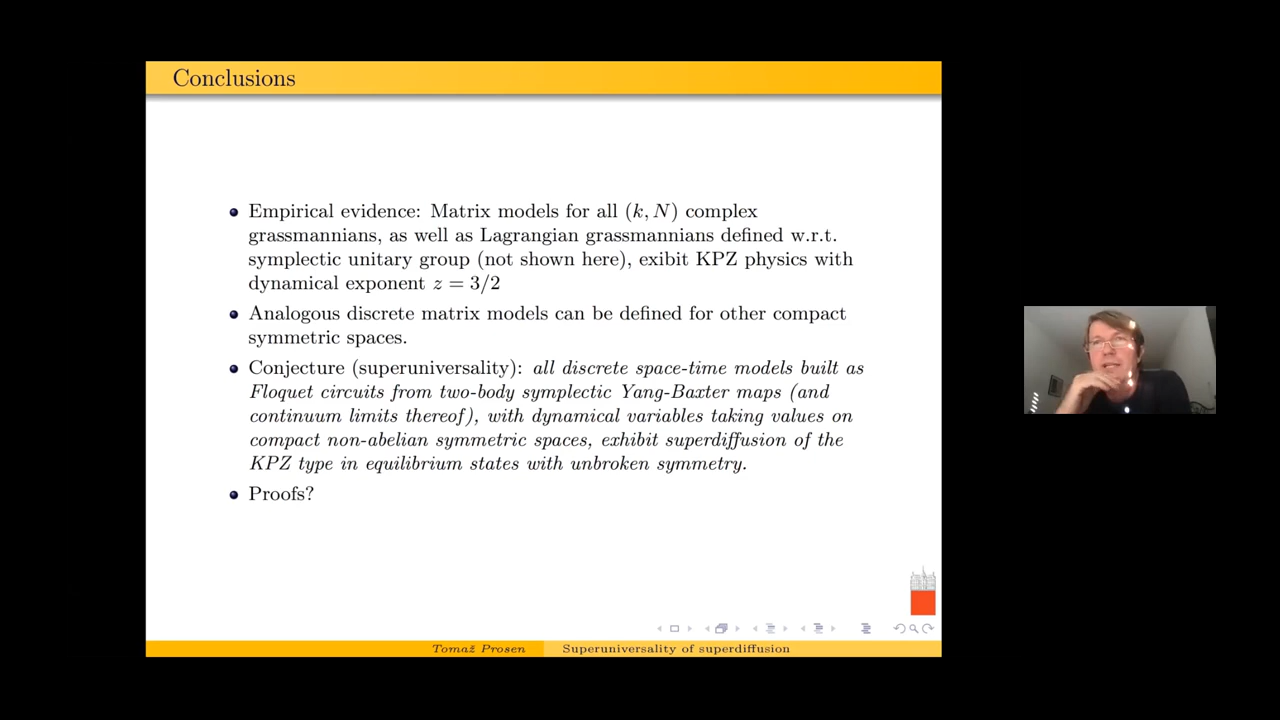 Conclusions
Empirical evidence: Matrix models for all (k, N) complex
grassmannians, as well as Lagrangian grassmannians defined w.r.t.
symplectic unitary group (not shown here), exibit KPZ physics with
dynamical exponent z = 3/2
Analogous discrete matrix models can be defined for other compact
symmetric spaces.
Conjecture (superuniversality): all discrete space-time models built as
Floquet circuits from two-body symplectic Yang-Baxter maps (and
continuum limits thereof), with dynamical variables taking values on
compact non-abelian symmetric spaces, exhibit superdiffusion of the
KPZ type in equilibrium states with unbroken symmetry.
Proofs?
Tomaž Prosen Superuniversality of superdiffusion